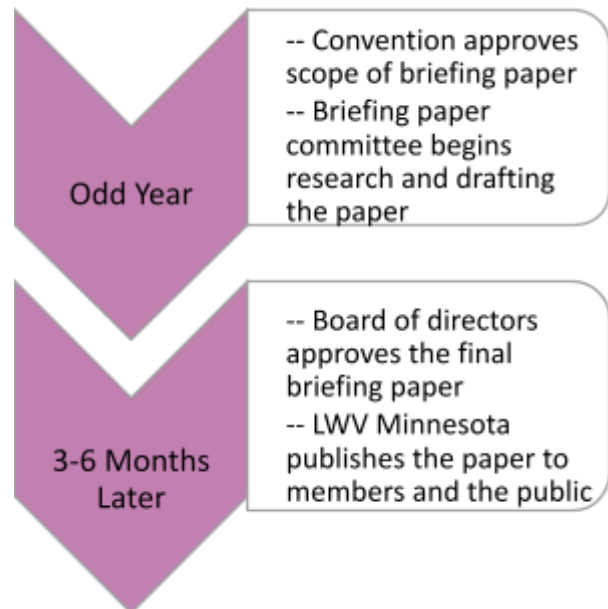 Odd Year
-- Convention approves
scope of briefing paper
-- Briefing paper
committee begins
research and drafting
the paper
3-6 Months
Later
-- Board of directors
approves the final
briefing paper
-- LWV Minnesota
publishes the paper to
members and the public